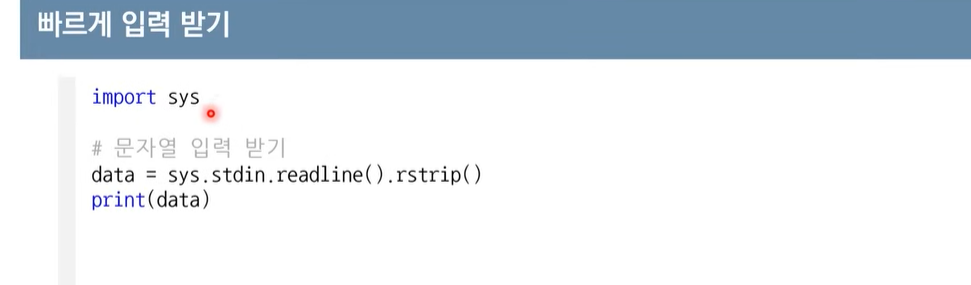 빠르게 입력 받기
import sys
# 문자열 입력 받기
data = sys.stdin.readline().rstrip()
print(data)